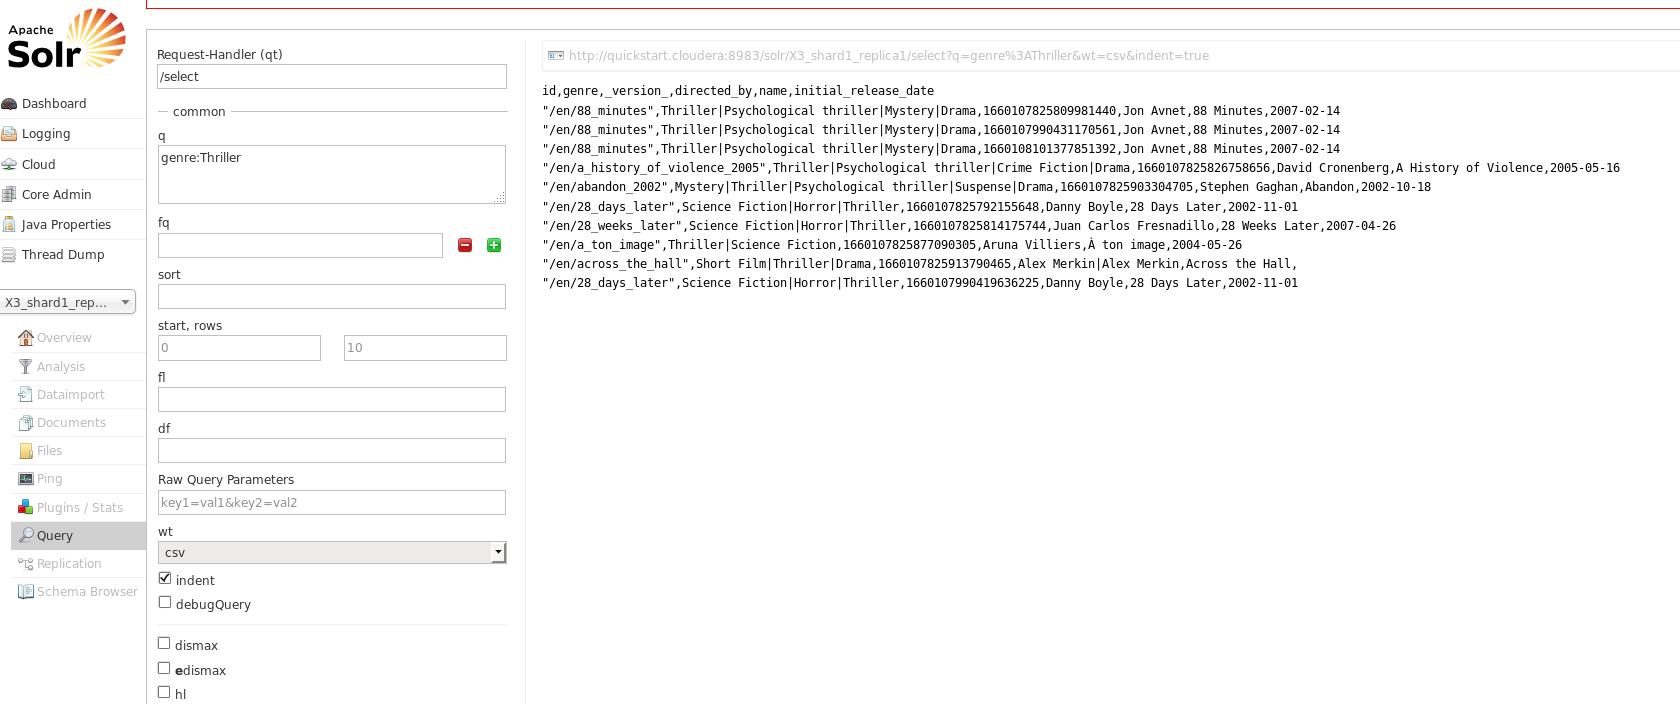 Apache
Solr
Dashboard
Logging
Cloud
Core Admin
Java Properties
Thread Dump
X3_shard1_rep...
Overview
Analysis
Dataimport
Documents
Files
Ping
Plugins / Stats
Query
Replication
Schema Browser
Request-Handler (qt)
/select
common
q
genre:Thriller
fq
sort
start, rows
0 10
fl
df
Raw Query Parameters
key1=val1&key2=val2
wt
csv
indent
debugQuery
dismax
edismax
hl
http://quickstart.cloudera:8983/solr/X3_shard1_replica1/select?q=genre%3AThriller&wt=csv&indent=true
id,genre,_version_,directed_by,name,initial_release_date
"/en/88_minutes",Thriller|Psychological thriller|Mystery|Drama,1660107825809981440,Jon Avnet,88 Minutes,2007-02-14
"/en/88_minutes",Thriller|Psychological thriller|Mystery|Drama,1660107990431170561,Jon Avnet,88 Minutes,2007-02-14
"/en/88_minutes",Thriller|Psychological thriller|Mystery|Drama,1660108101377851392,Jon Avnet,88 Minutes,2007-02-14
"/en/a_history_of_violence_2005",Thriller|Psychological thriller|Crime Fiction|Drama,1660107825826758656,David Cronenberg,A History of Violence,2005-05-16
"/en/abandon_2002",Mystery|Thriller|Psychological thriller|Suspense|Drama,1660107825903304705,Stephen Gaghan,Abandon,2002-10-18
"/en/28_days_later",Science Fiction|Horror|Thriller,1660107825792155648,Danny Boyle,28 Days Later,2002-11-01
"/en/28_weeks_later",Science Fiction|Horror|Thriller,1660107825814175744,Juan Carlos Fresnadillo,28 Weeks Later,2007-04-26
"/en/a_ton_image",Thriller|Science Fiction,1660107825877090305,Aruna Villiers,À ton image,2004-05-26
"/en/across_the_hall",Short Film|Thriller|Drama,1660107825913790465,Alex Merkin|Alex Merkin,Across the Hall,
"/en/28_days_later",Science Fiction|Horror|Thriller,1660107990419636225,Danny Boyle,28 Days Later,2002-11-01